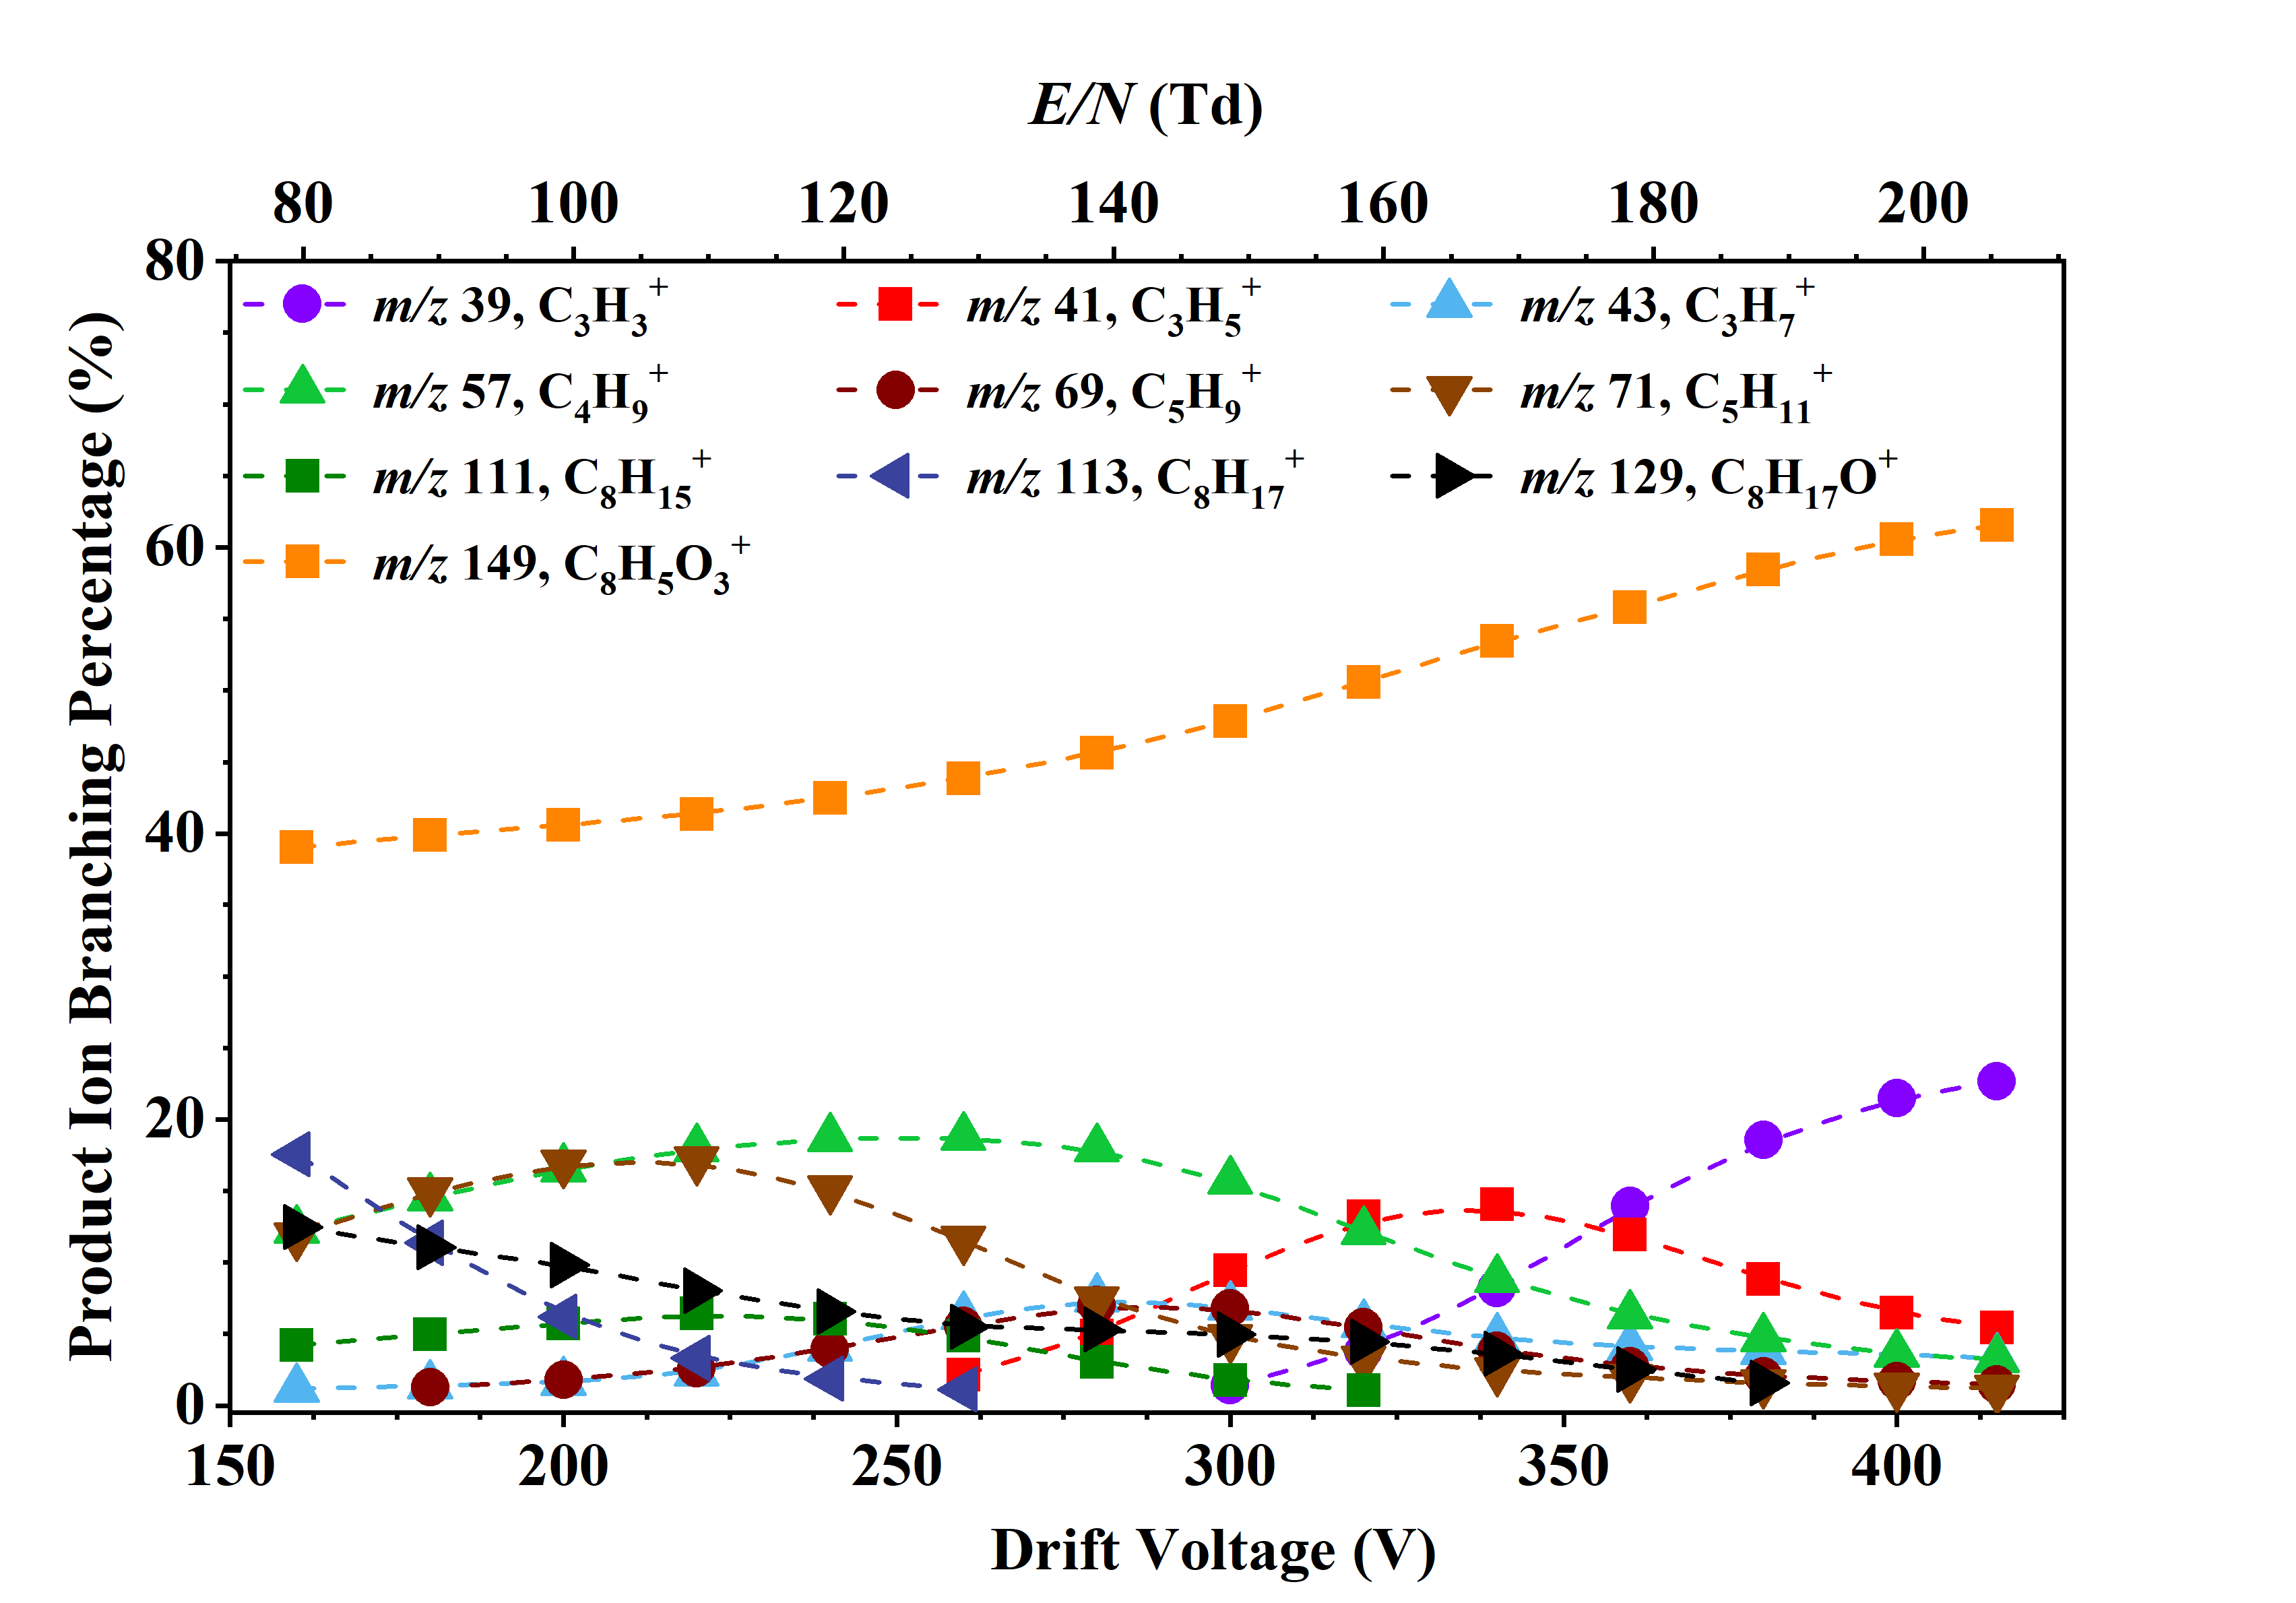 E/N (Td)
80 100 120 140 160 180 200
Product Ion Branching Percentage (%)
80
60
40
20
0
m/z 39, C₃H₃⁺ m/z 41, C₃H₅⁺ m/z 43, C₃H₇⁺
m/z 57, C₄H₉⁺ m/z 69, C₅H₉⁺ m/z 71, C₅H₁₁⁺
m/z 111, C₈H₁₅⁺ m/z 113, C₈H₁₇⁺ m/z 129, C₈H₁₇O⁺
m/z 149, C₈H₅O₃⁺
150 200 250 300 350 400
Drift Voltage (V)